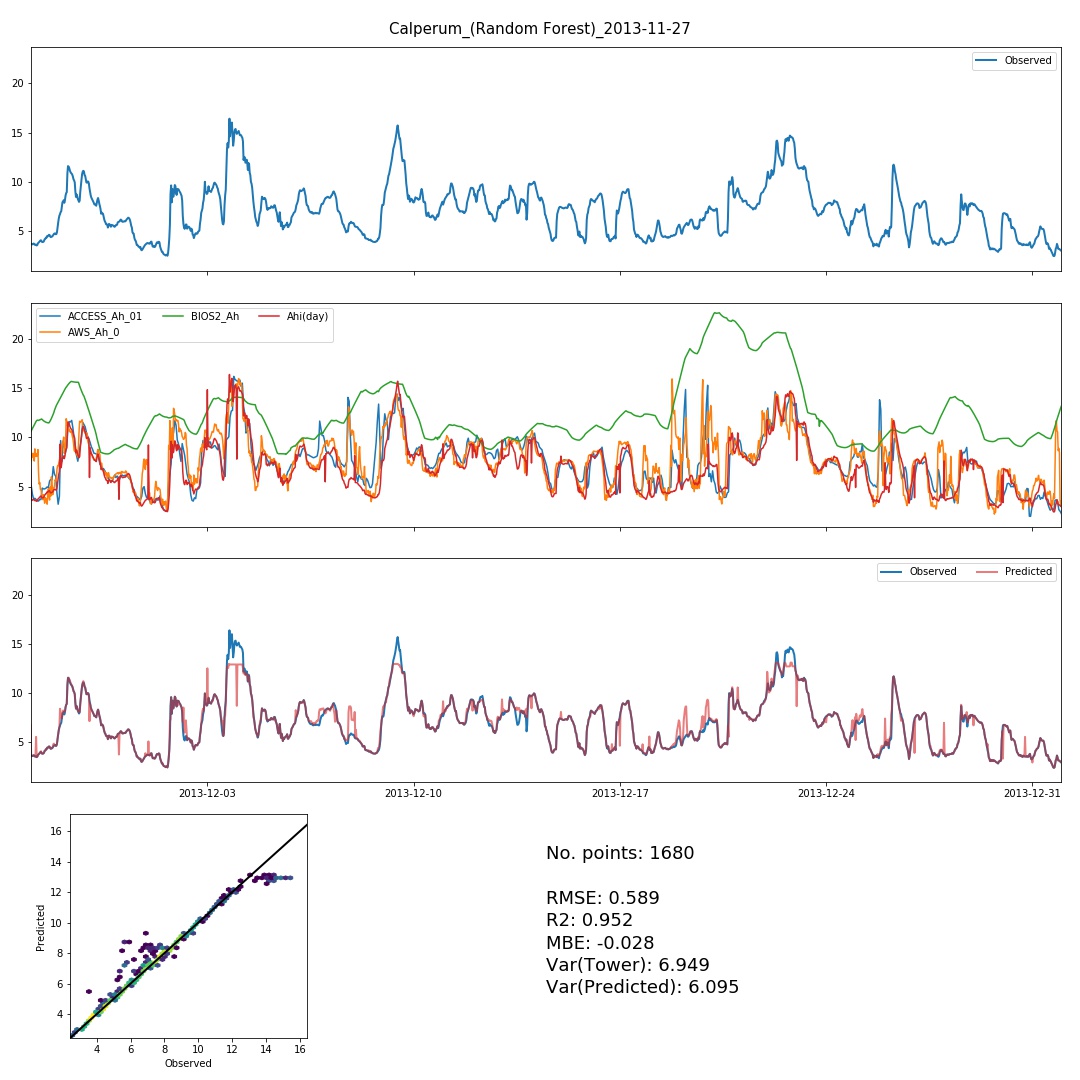 Calperum_(Random Forest)_2013-11-27
Observed
20
15
10
5
ACCESS_Ah_01 BIOS2_Ah Ahi(day)
AWS_Ah_0
20
15
10
5
Observed Predicted
20
15
10
5
2013-12-03 2013-12-10 2013-12-17 2013-12-24 2013-12-31
16
14
12
10
8
6
4
Predicted
4 6 8 10 12 14 16
Observed
No. points: 1680
RMSE: 0.589
R2: 0.952
MBE: -0.028
Var(Tower): 6.949
Var(Predicted): 6.095